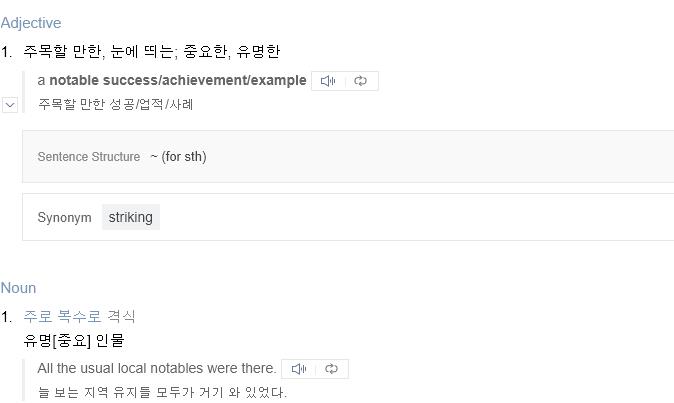 Adjective
1. 주목할 만한, 눈에 띄는; 중요한, 유명한
a notable success/achievement/example
주목할 만한 성공/업적/사례
Sentence Structure ~ (for sth)
Synonym striking
Noun
1. 주로 복수로 격식
유명[중요] 인물
All the usual local notables were there.
늘 보는 지역 유지들 모두가 거기 와 있었다.